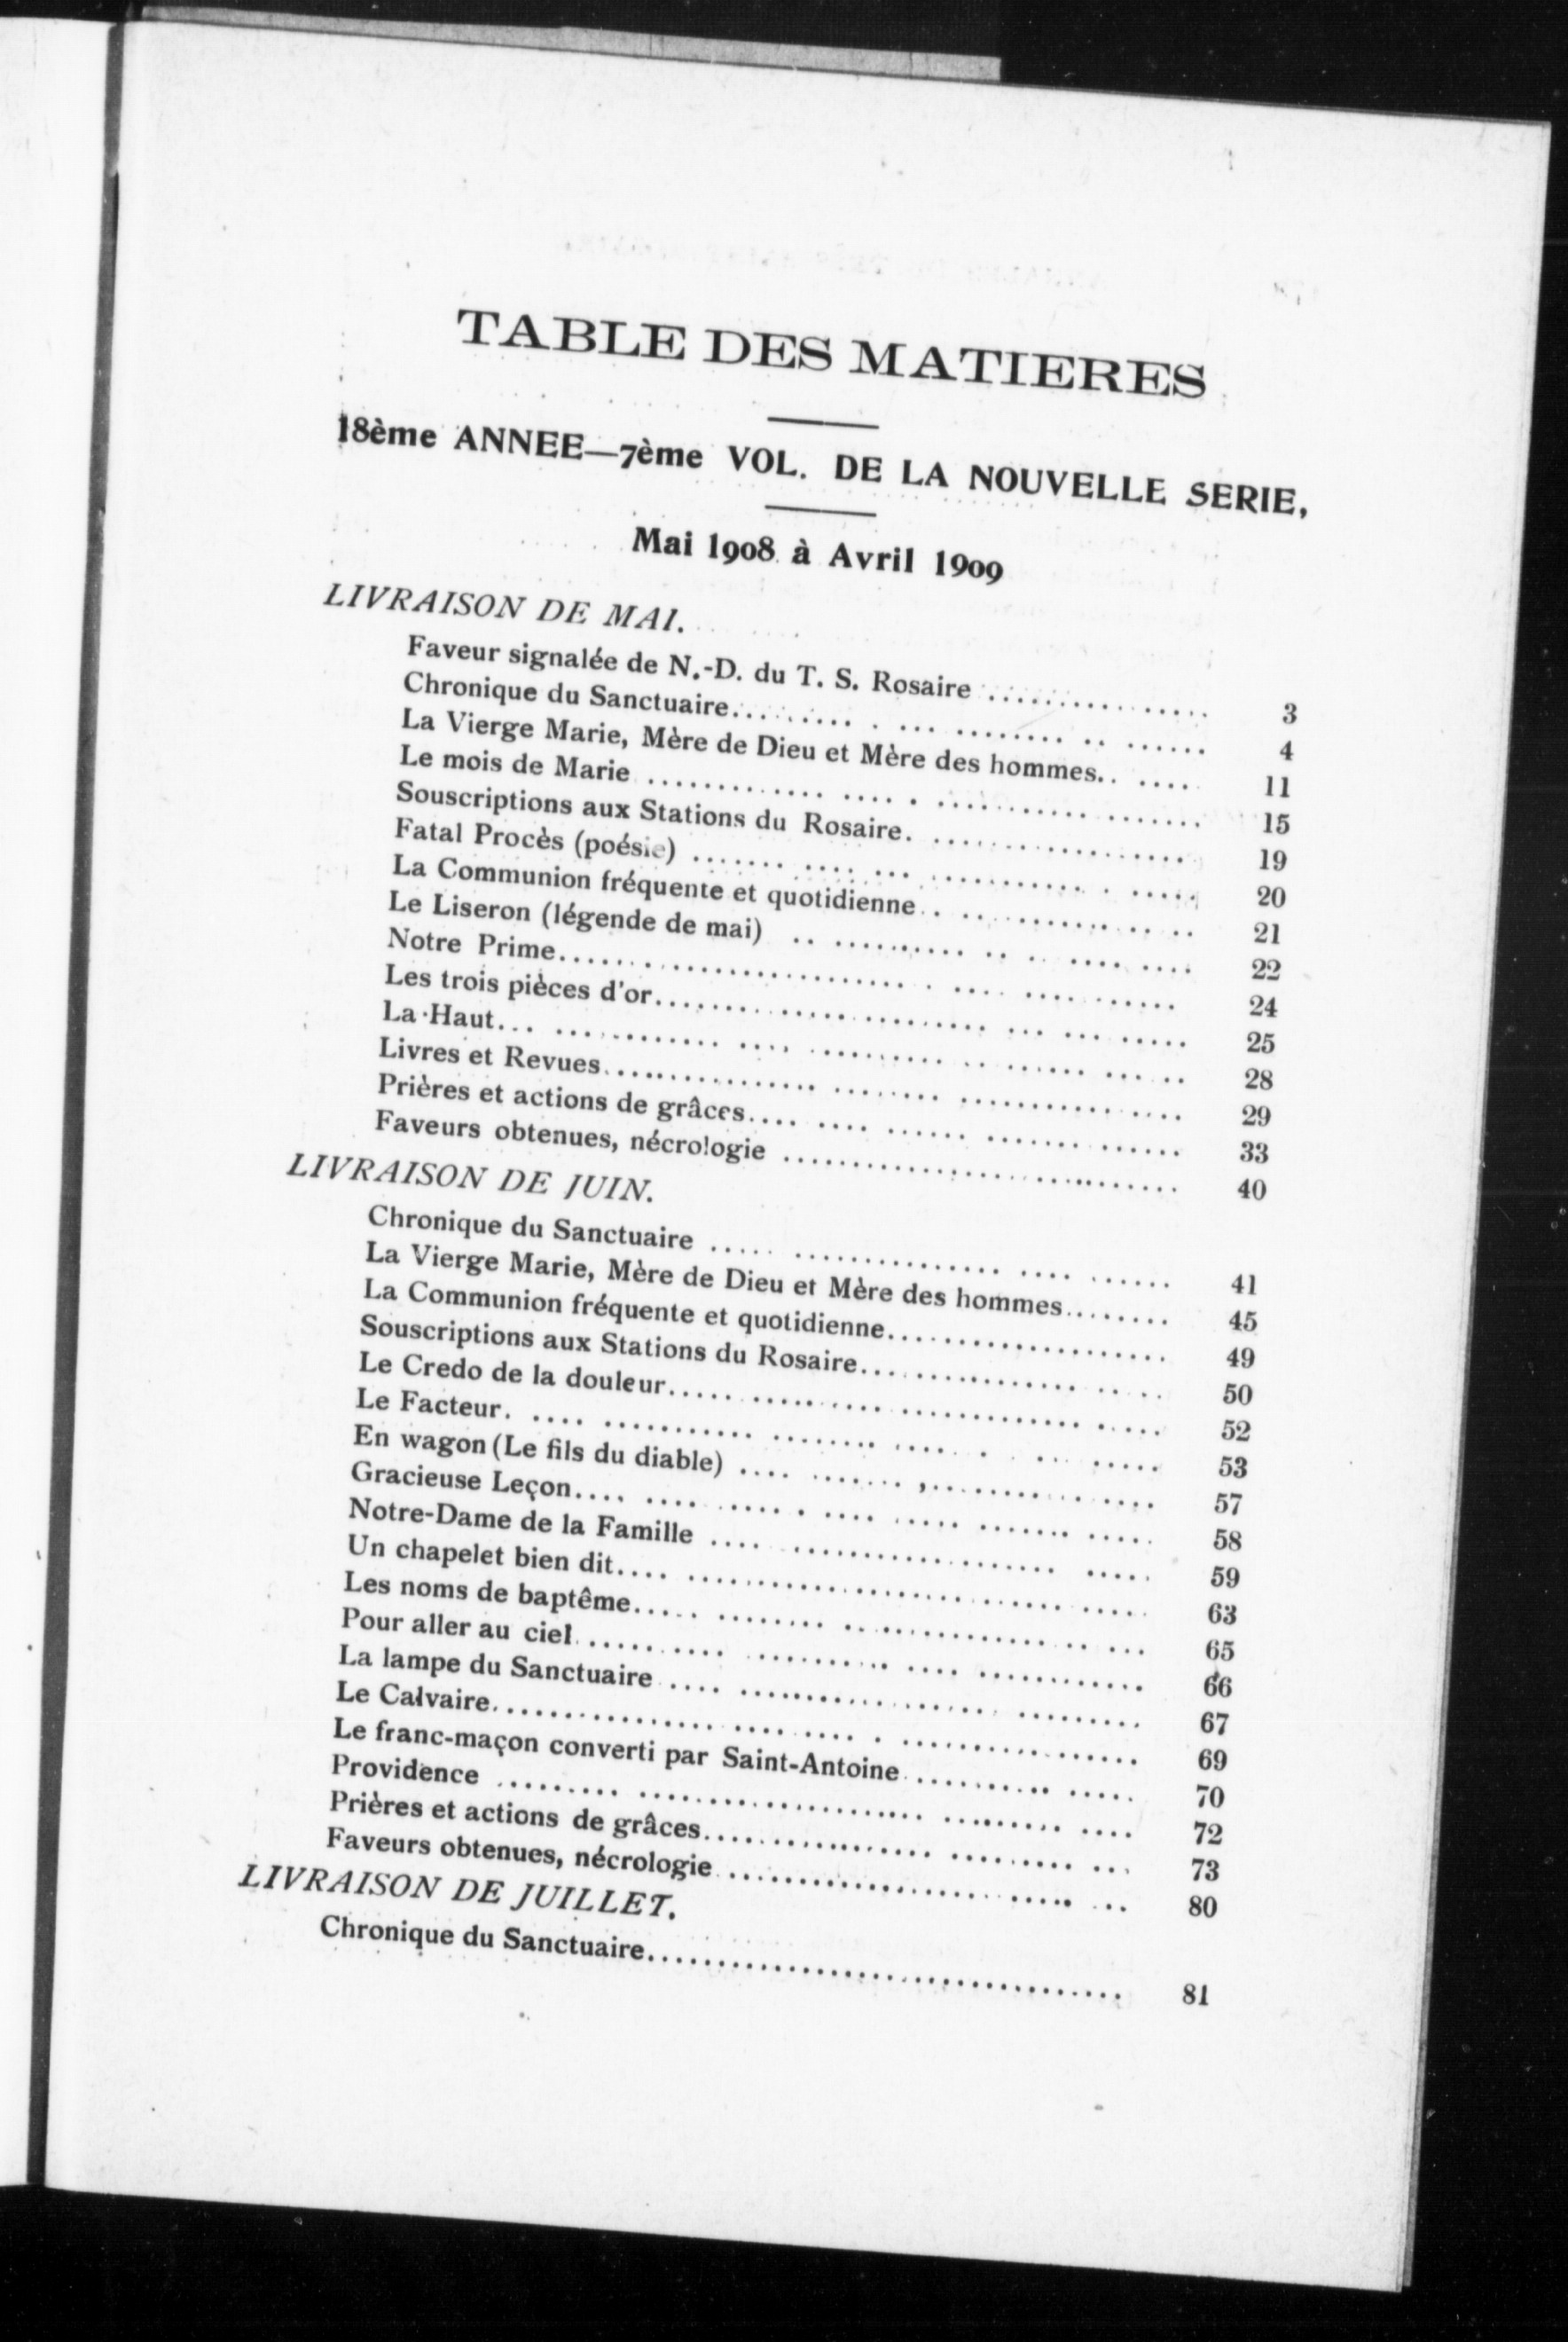 TABLE DES MATIERES
18ème ANNEE—7ème VOL. DE LA NOUVELLE SERIE,
Mai 1908 à Avril 1909
LIVRAISON DE MAI.
Faveur signalée de N.-D. du T. S. Rosaire ................ 3
Chronique du Sanctuaire................ 4
La Vierge Marie, Mère de Dieu et Mère des hommes...... 11
Le mois de Marie ................ 15
Souscriptions aux Stations du Rosaire................ 19
Fatal Procès (poésie) ................ 20
La Communion fréquente et quotidienne................ 21
Le Liseron (légende de mai) ................ 22
Notre Prime................ 24
Les trois pièces d'or................ 25
La-Haut................ 28
Livres et Revues................ 29
Prières et actions de grâces................ 33
Faveurs obtenues, nécrologie ................ 40
LIVRAISON DE JUIN.
Chronique du Sanctuaire ................ 41
La Vierge Marie, Mère de Dieu et Mère des hommes........ 45
La Communion fréquente et quotidienne................ 49
Souscriptions aux Stations du Rosaire................ 50
Le Credo de la douleur................ 52
Le Facteur................ 53
En wagon (Le fils du diable) ................ 57
Gracieuse Leçon................ 58
Notre-Dame de la Famille ................ 59
Un chapelet bien dit................ 63
Les noms de baptême................ 65
Pour aller au ciel................ 66
La lampe du Sanctuaire ................ 67
Le Calvaire................ 69
Le franc-maçon converti par Saint-Antoine................ 70
Providence ................ 72
Prières et actions de grâces................ 73
Faveurs obtenues, nécrologie ................ 80
LIVRAISON DE JUILLET.
Chronique du Sanctuaire................ 81